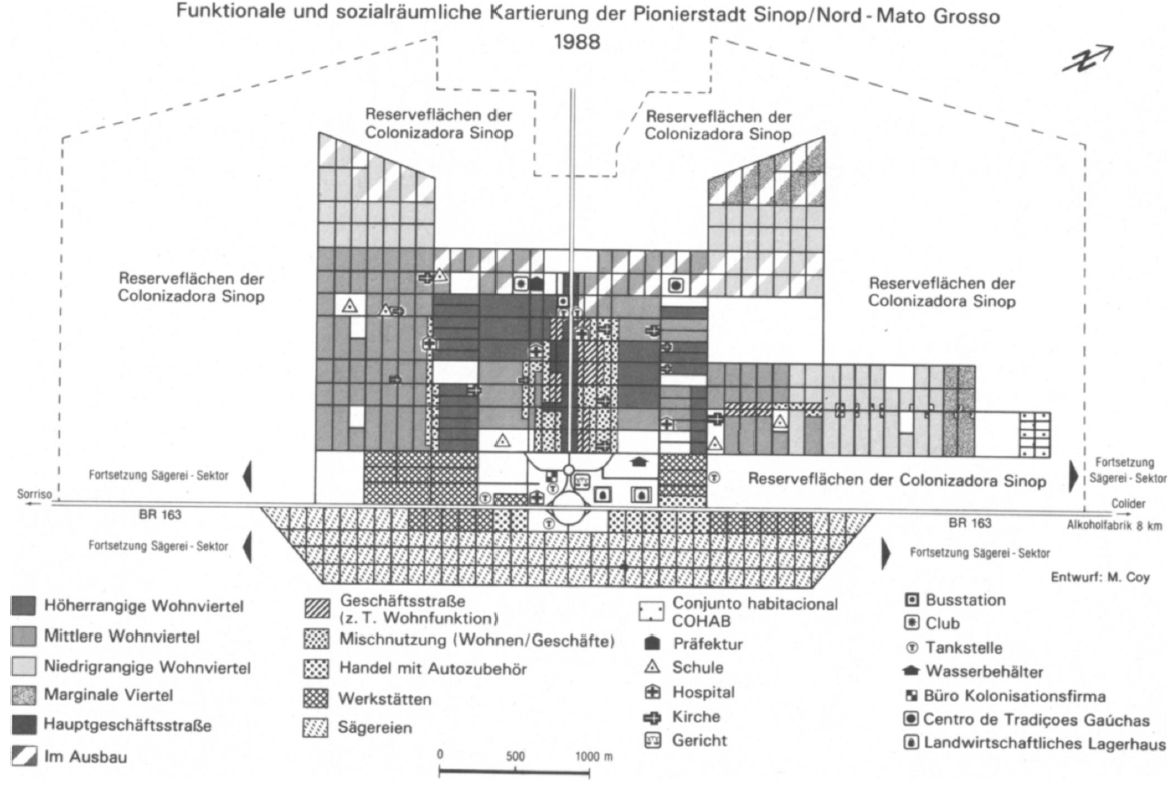 Funktionale und sozialräumliche Kartierung der Pionierstadt Sinop/Nord - Mato Grosso
1988
Reserveflächen der
Colonizadora Sinop
Reserveflächen der
Colonizadora Sinop
Reserveflächen der
Colonizadora Sinop
Reserveflächen der
Colonizadora Sinop
Fortsetzung Sägerei - Sektor
Reserveflächen der Colonizadora Sinop
Fortsetzung
Sägerei - Sektor
Sorriso
BR 163
BR 163
Colider
Alkoholfabrik 8 km
Fortsetzung Sägerei - Sektor
Fortsetzung Sägerei - Sektor
Entwurf: M. Coy
Höherrangige Wohnviertel
Mittlere Wohnviertel
Niedrigrangige Wohnviertel
Marginale Viertel
Hauptgeschäftsstraße
Im Ausbau
Geschäftsstraße
(z. T. Wohnfunktion)
Mischnutzung (Wohnen/Geschäfte)
Handel mit Autozubehör
Werkstätten
Sägereien
0 500 1000 m
Conjunto habitacional
COHAB
Präfektur
Schule
Hospital
Kirche
Gericht
Busstation
Club
Tankstelle
Wasserbehälter
Büro Kolonisationsfirma
Centro de Tradiçoes Gaúchas
Landwirtschaftliches Lagerhaus